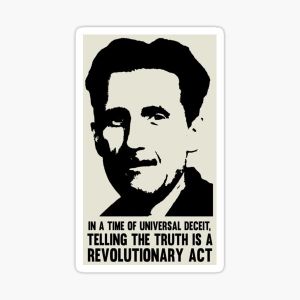 IN A TIME OF UNIVERSAL DECEIT,
TELLING THE TRUTH IS A
REVOLUTIONARY ACT